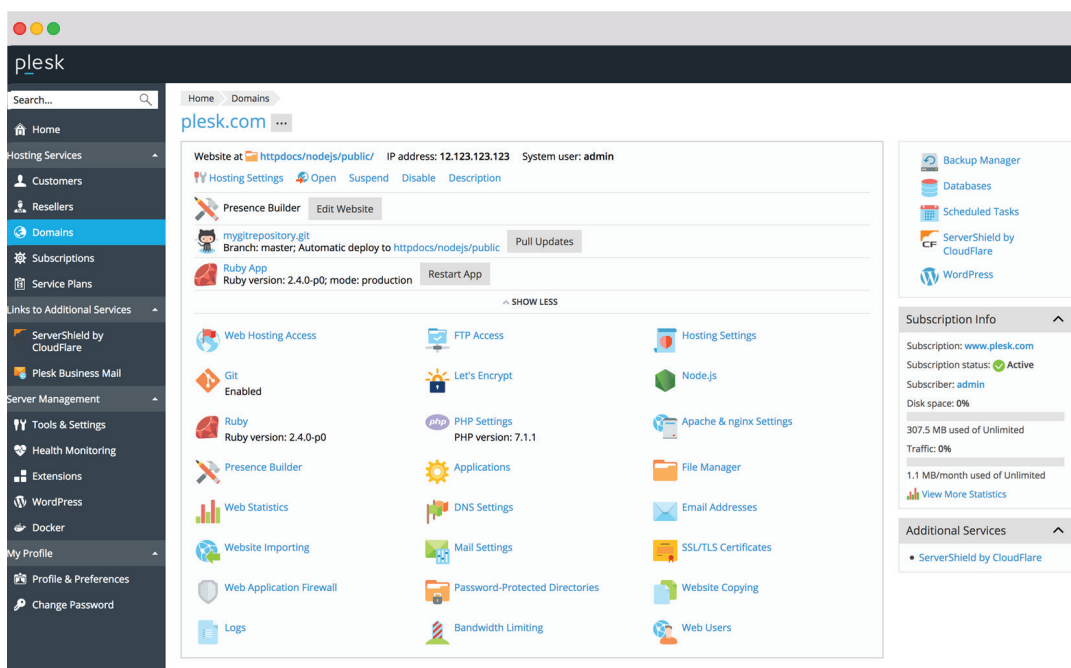 plesk
Search...
Home
Hosting Services
Customers
Resellers
Domains
Subscriptions
Service Plans
Links to Additional Services
ServerShield by
CloudFlare
Plesk Business Mail
Server Management
Tools & Settings
Health Monitoring
Extensions
WordPress
Docker
My Profile
Profile & Preferences
Change Password
Home Domains
plesk.com ...
Website at httpdocs/nodejs/public/ IP address: 12.123.123.123 System user: admin
Hosting Settings Open Suspend Disable Description
Presence Builder Edit Website
mygitrepository.git
Branch: master; Automatic deploy to httpdocs/nodejs/public Pull Updates
Ruby App
Ruby version: 2.4.0-p0; mode: production Restart App
SHOW LESS
Web Hosting Access FTP Access Hosting Settings
Git Let's Encrypt Node.js
Enabled
Ruby php PHP Settings Apache & nginx Settings
Ruby version: 2.4.0-p0 PHP version: 7.1.1
Presence Builder Applications File Manager
Web Statistics DNS Settings Email Addresses
Website Importing Mail Settings SSL/TLS Certificates
Web Application Firewall Password-Protected Directories Website Copying
Logs Bandwidth Limiting Web Users
Backup Manager
Databases
Scheduled Tasks
CF ServerShield by
CloudFlare
WordPress
Subscription Info
Subscription: www.plesk.com
Subscription status: Active
Subscriber: admin
Disk space: 0%
307.5 MB used of Unlimited
Traffic: 0%
1.1 MB/month used of Unlimited
View More Statistics
Additional Services
• ServerShield by CloudFlare